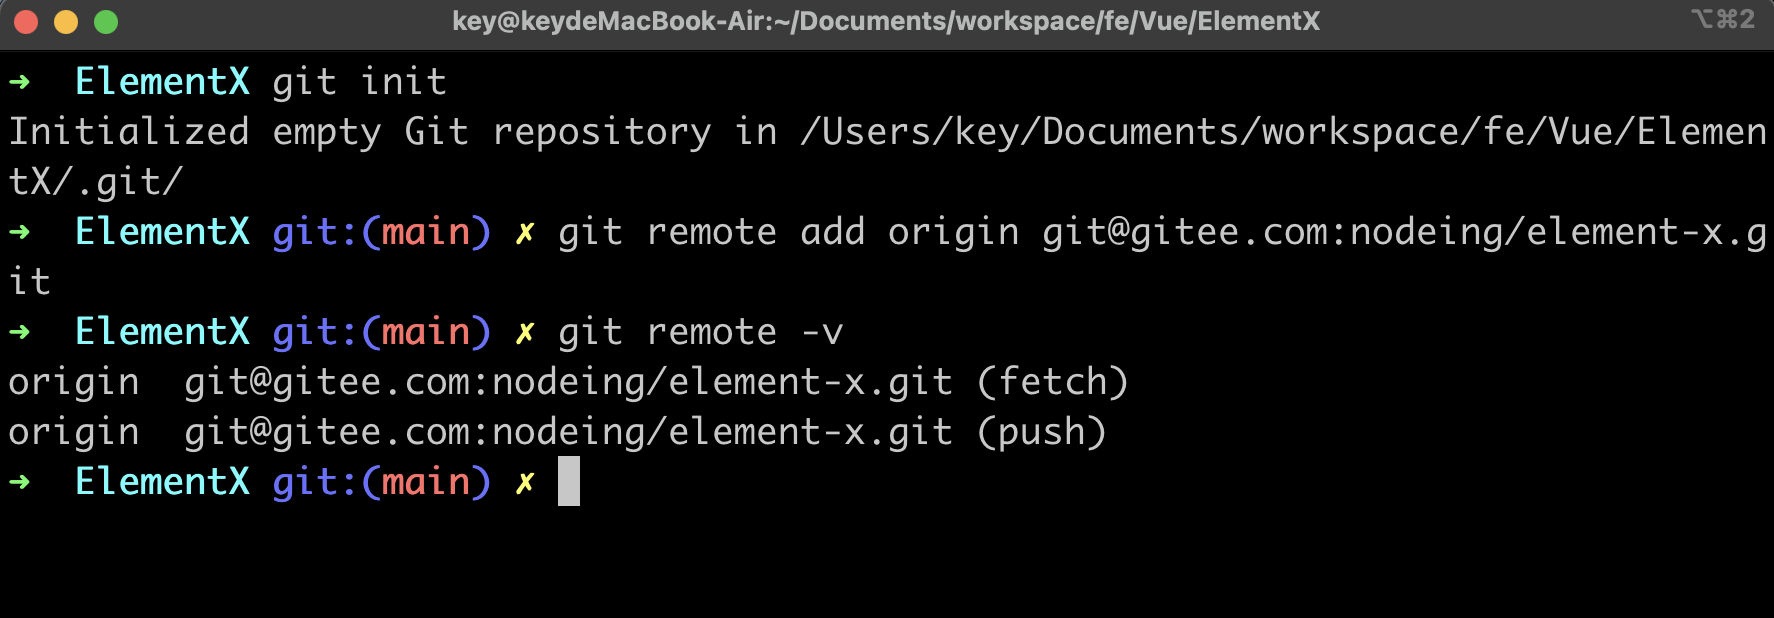 key@keydeMacBook-Air:~/Documents/workspace/fe/Vue/ElementX
⌥⌘2
➜  ElementX git init
Initialized empty Git repository in /Users/key/Documents/workspace/fe/Vue/Elemen
tX/.git/
➜  ElementX git:(main) ✗ git remote add origin git@gitee.com:nodeing/element-x.g
it
➜  ElementX git:(main) ✗ git remote -v
origin  git@gitee.com:nodeing/element-x.git (fetch)
origin  git@gitee.com:nodeing/element-x.git (push)
➜  ElementX git:(main) ✗